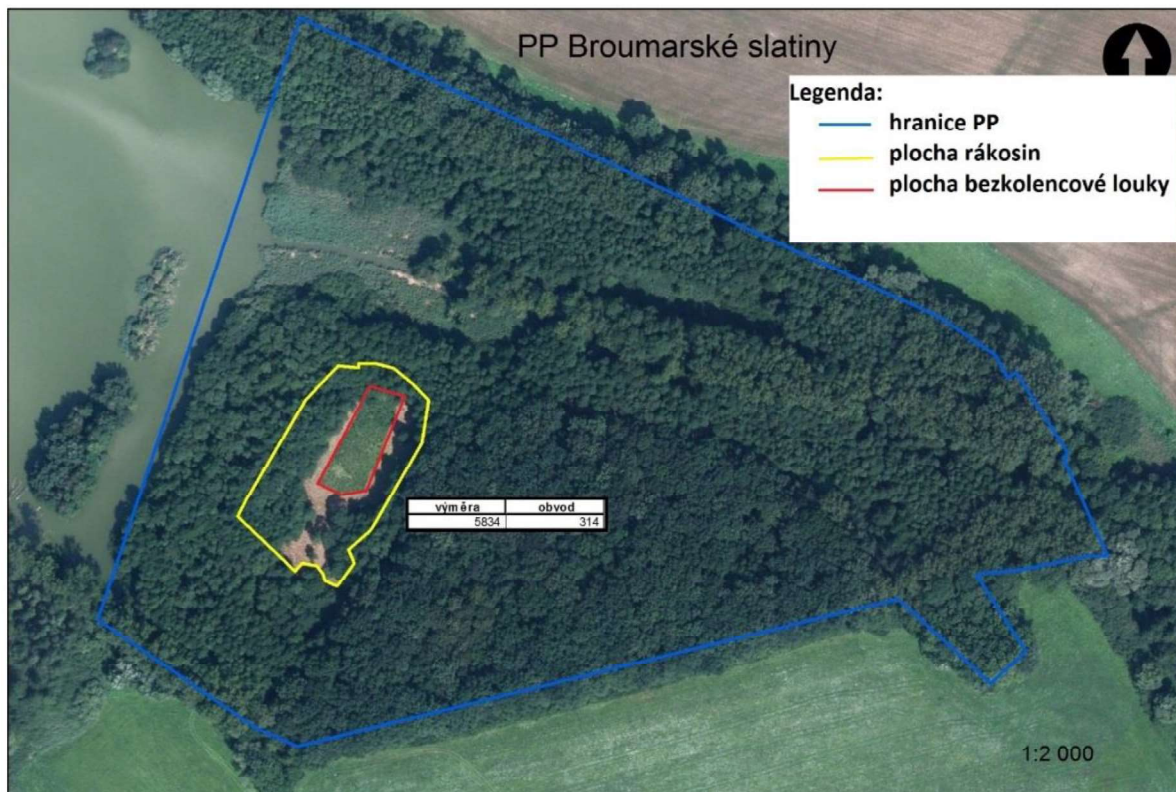 PP Broumarské slatiny
Legenda:
hranice PP
plocha rákosin
plocha bezkolencové louky
výměra obvod
5834 314
1:2 000